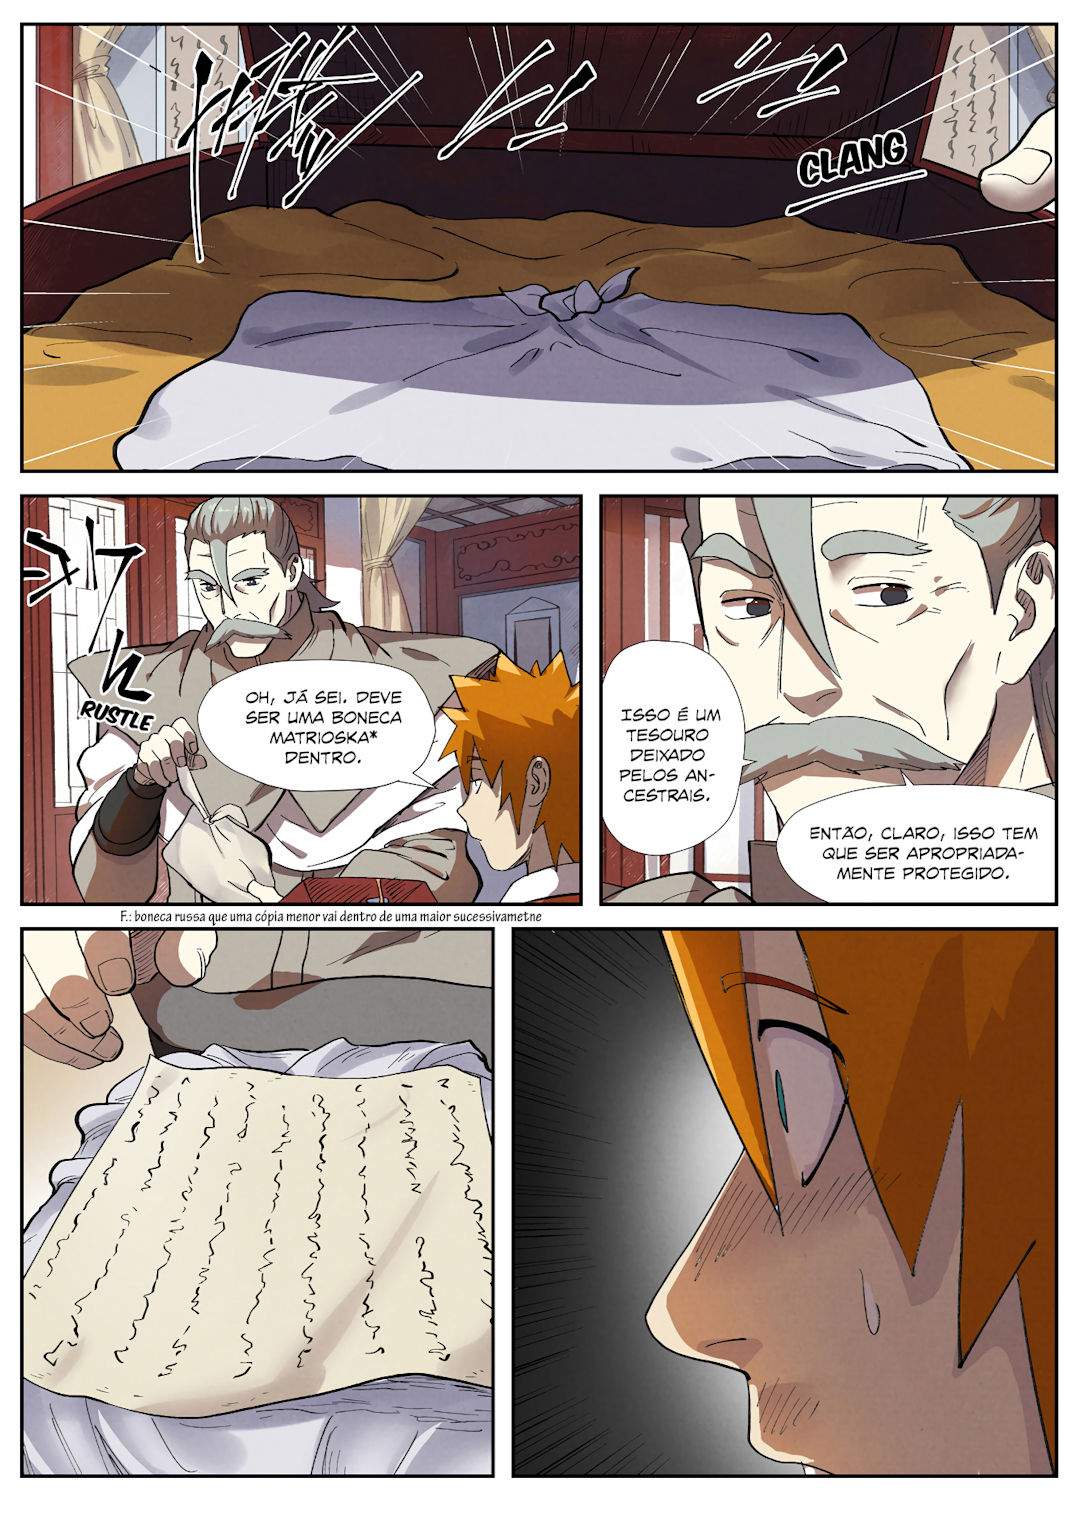 CLANG
RUSTLE
OH, JÁ SEI. DEVE
SER UMA BONECA
MATRIOSKA*
DENTRO.
ISSO É UM
TESOURO
DEIXADO
PELOS AN-
CESTRAIS.
ENTÃO, CLARO, ISSO TEM
QUE SER APROPRIADA-
MENTE PROTEGIDO.
F.: boneca russa que uma cópia menor vai dentro de uma maior sucessivametne